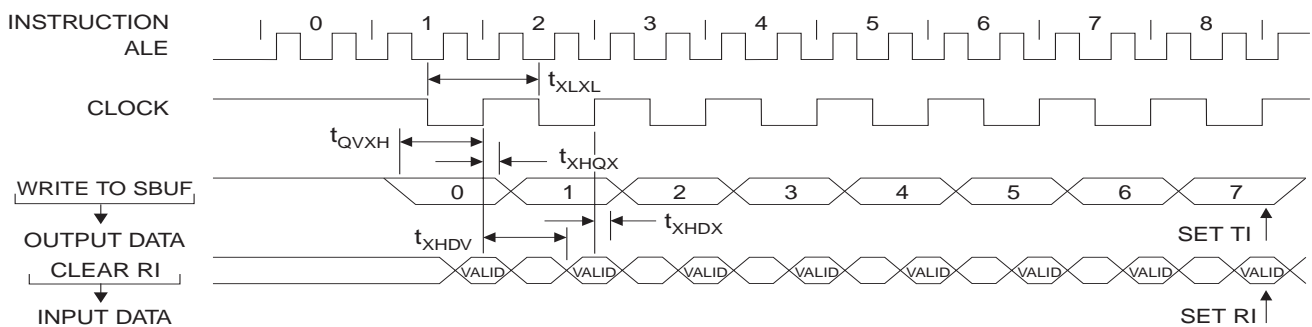 INSTRUCTION 0 1 2 3 4 5 6 7 8
ALE
tXLXL
CLOCK
tQVXH
tXHQX
WRITE TO SBUF 0 1 2 3 4 5 6 7
tXHDX
OUTPUT DATA
tXHDV
SET TI
CLEAR RI VALID VALID VALID VALID VALID VALID VALID VALID
INPUT DATA
SET RI